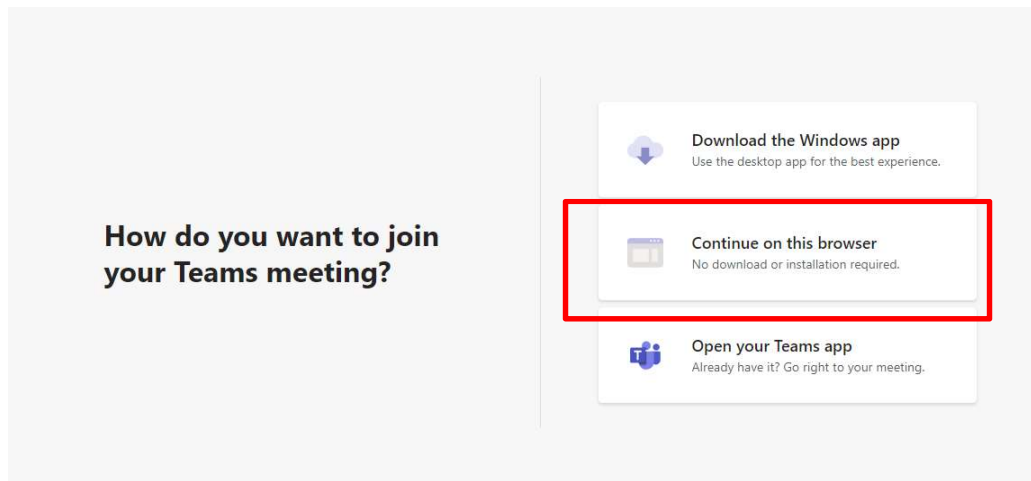 How do you want to join
your Teams meeting?
Download the Windows app
Use the desktop app for the best experience.
Continue on this browser
No download or installation required.
Open your Teams app
Already have it? Go right to your meeting.